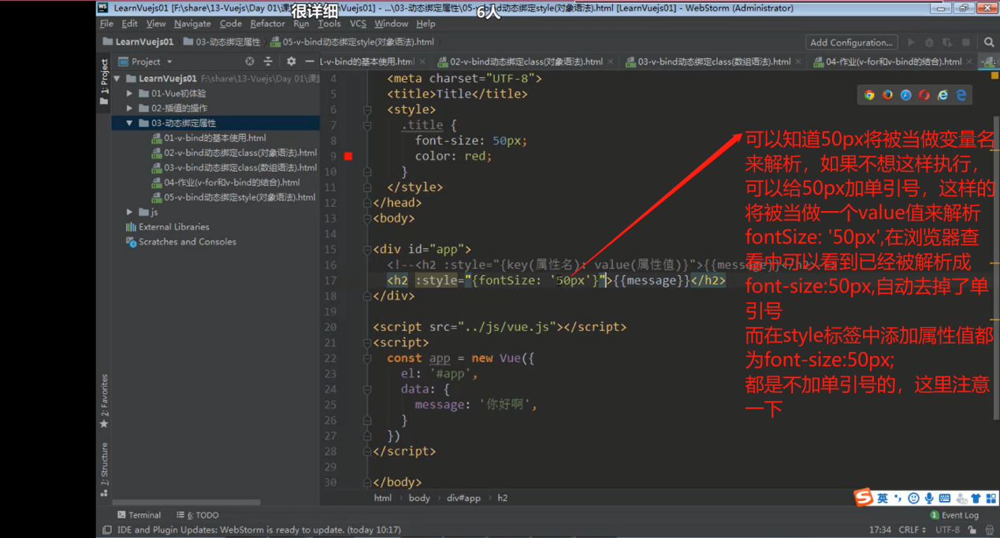 LearnVuejs01 [F:\share\13-Vuejs\Day 01\课 LearnVuejs01] - ...\03-动态绑定属性\05-v-bind动态绑定style(对象语法).html [LearnVuejs01] - WebStorm (Administrator)
很详细
6人
File Edit View Navigate Code Refactor Run Tools VCS Window Help
LearnVuejs01 03-动态绑定属性 05-v-bind动态绑定style(对象语法).html
Add Configuration...
Project
L-v-bind的基本使用.html 02-v-bind动态绑定class(对象语法).html 03-v-bind动态绑定class(数组语法).html 04-作业(v-for和v-bind的结合).html
1: Project
LearnVuejs01 F:\share\13-Vuejs\Day 01\课
01-Vue初体验
02-插值的操作
03-动态绑定属性
01-v-bind的基本使用.html
02-v-bind动态绑定class(对象语法).html
03-v-bind动态绑定class(数组语法).html
04-作业(v-for和v-bind的结合).html
05-v-bind动态绑定style(对象语法).html
js
External Libraries
Scratches and Consoles
2: Favorites
7: Structure
4 <meta charset="UTF-8">
5 <title>Title</title>
6 <style>
7 .title {
8 font-size: 50px;
9 color: red;
10 }
11 </style>
12 </head>
13 <body>
14
15 <div id="app">
16 <!--<h2 :style="{key(属性名): value(属性值)}">{{message}}</h2>
17 <h2 :style="{fontSize: '50px'}">{{message}}</h2>
18 </div>
19
20 <script src="../js/vue.js"></script>
21 <script>
22 const app = new Vue({
23 el: '#app',
24 data: {
25 message: '你好啊',
26 }
27 })
28 </script>
29
30 </body>
可以知道50px将被当做变量名
来解析，如果不想这样执行，
可以给50px加单引号，这样的
将被当做一个value值来解析
fontSize: '50px',在浏览器查
看中可以看到已经被解析成
font-size:50px,自动去掉了单
引号
而在style标签中添加属性值都
为font-size:50px;
都是不加单引号的，这里注意
一下
html body div#app h2
英
Terminal 6: TODO
1 Event Log
IDE and Plugin Updates: WebStorm is ready to update. (today 10:17)
17:34 CRLF UTF-8